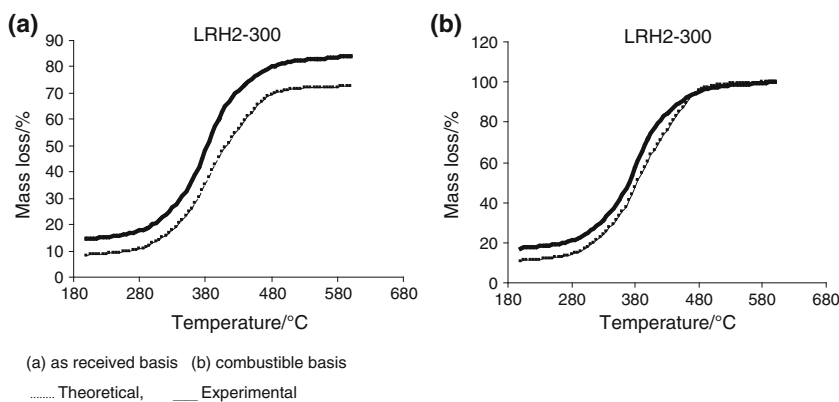 (a)
LRH2-300
Mass loss/%
90
80
70
60
50
40
30
20
10
0
180 280 380 480 580 680
Temperature/°C
(b)
LRH2-300
Mass loss/%
120
100
80
60
40
20
0
180 280 380 480 580 680
Temperature/°C
(a) as received basis (b) combustible basis
........ Theoretical, ___ Experimental